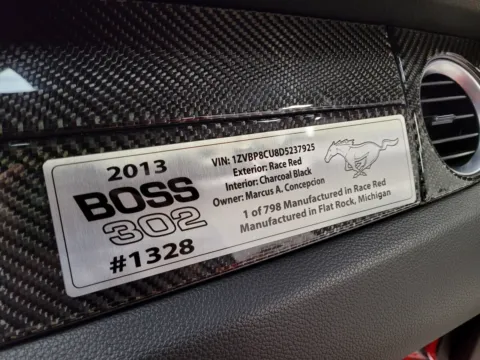 2013
BOSS
302
#1328
VIN: 1ZVBP8CU8D5237925
Exterior: Race Red
Interior: Charcoal Black
Owner: Marcus A. Concepcion
1 of 798 Manufactured in Race Red
Manufactured in Flat Rock, Michigan